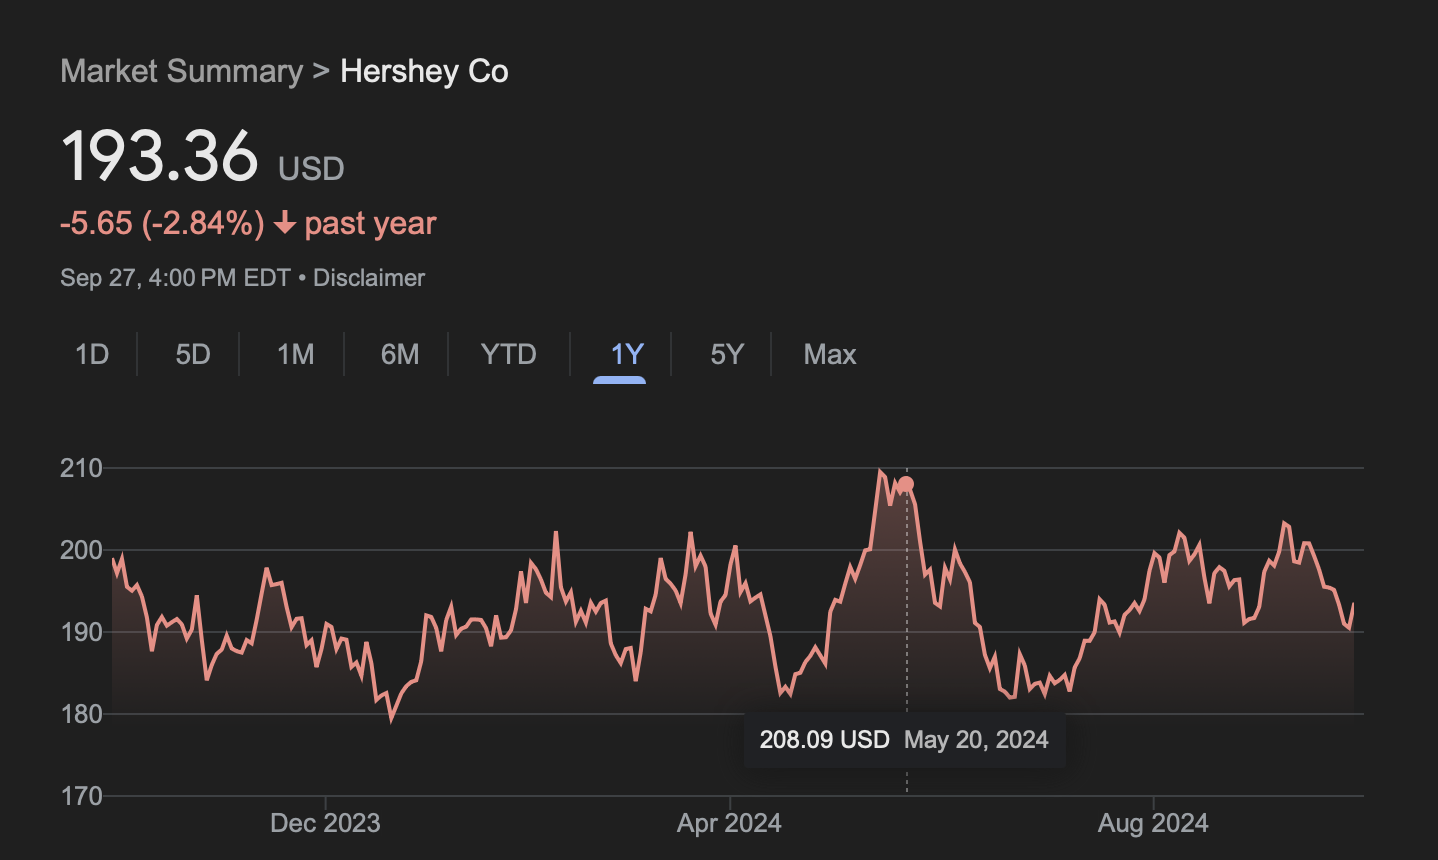 Market Summary > Hershey Co
193.36 USD
-5.65 (-2.84%) ↓ past year
Sep 27, 4:00 PM EDT • Disclaimer
1D 5D 1M 6M YTD 1Y 5Y Max
210
200
190
180
208.09 USD May 20, 2024
170
Dec 2023 Apr 2024 Aug 2024